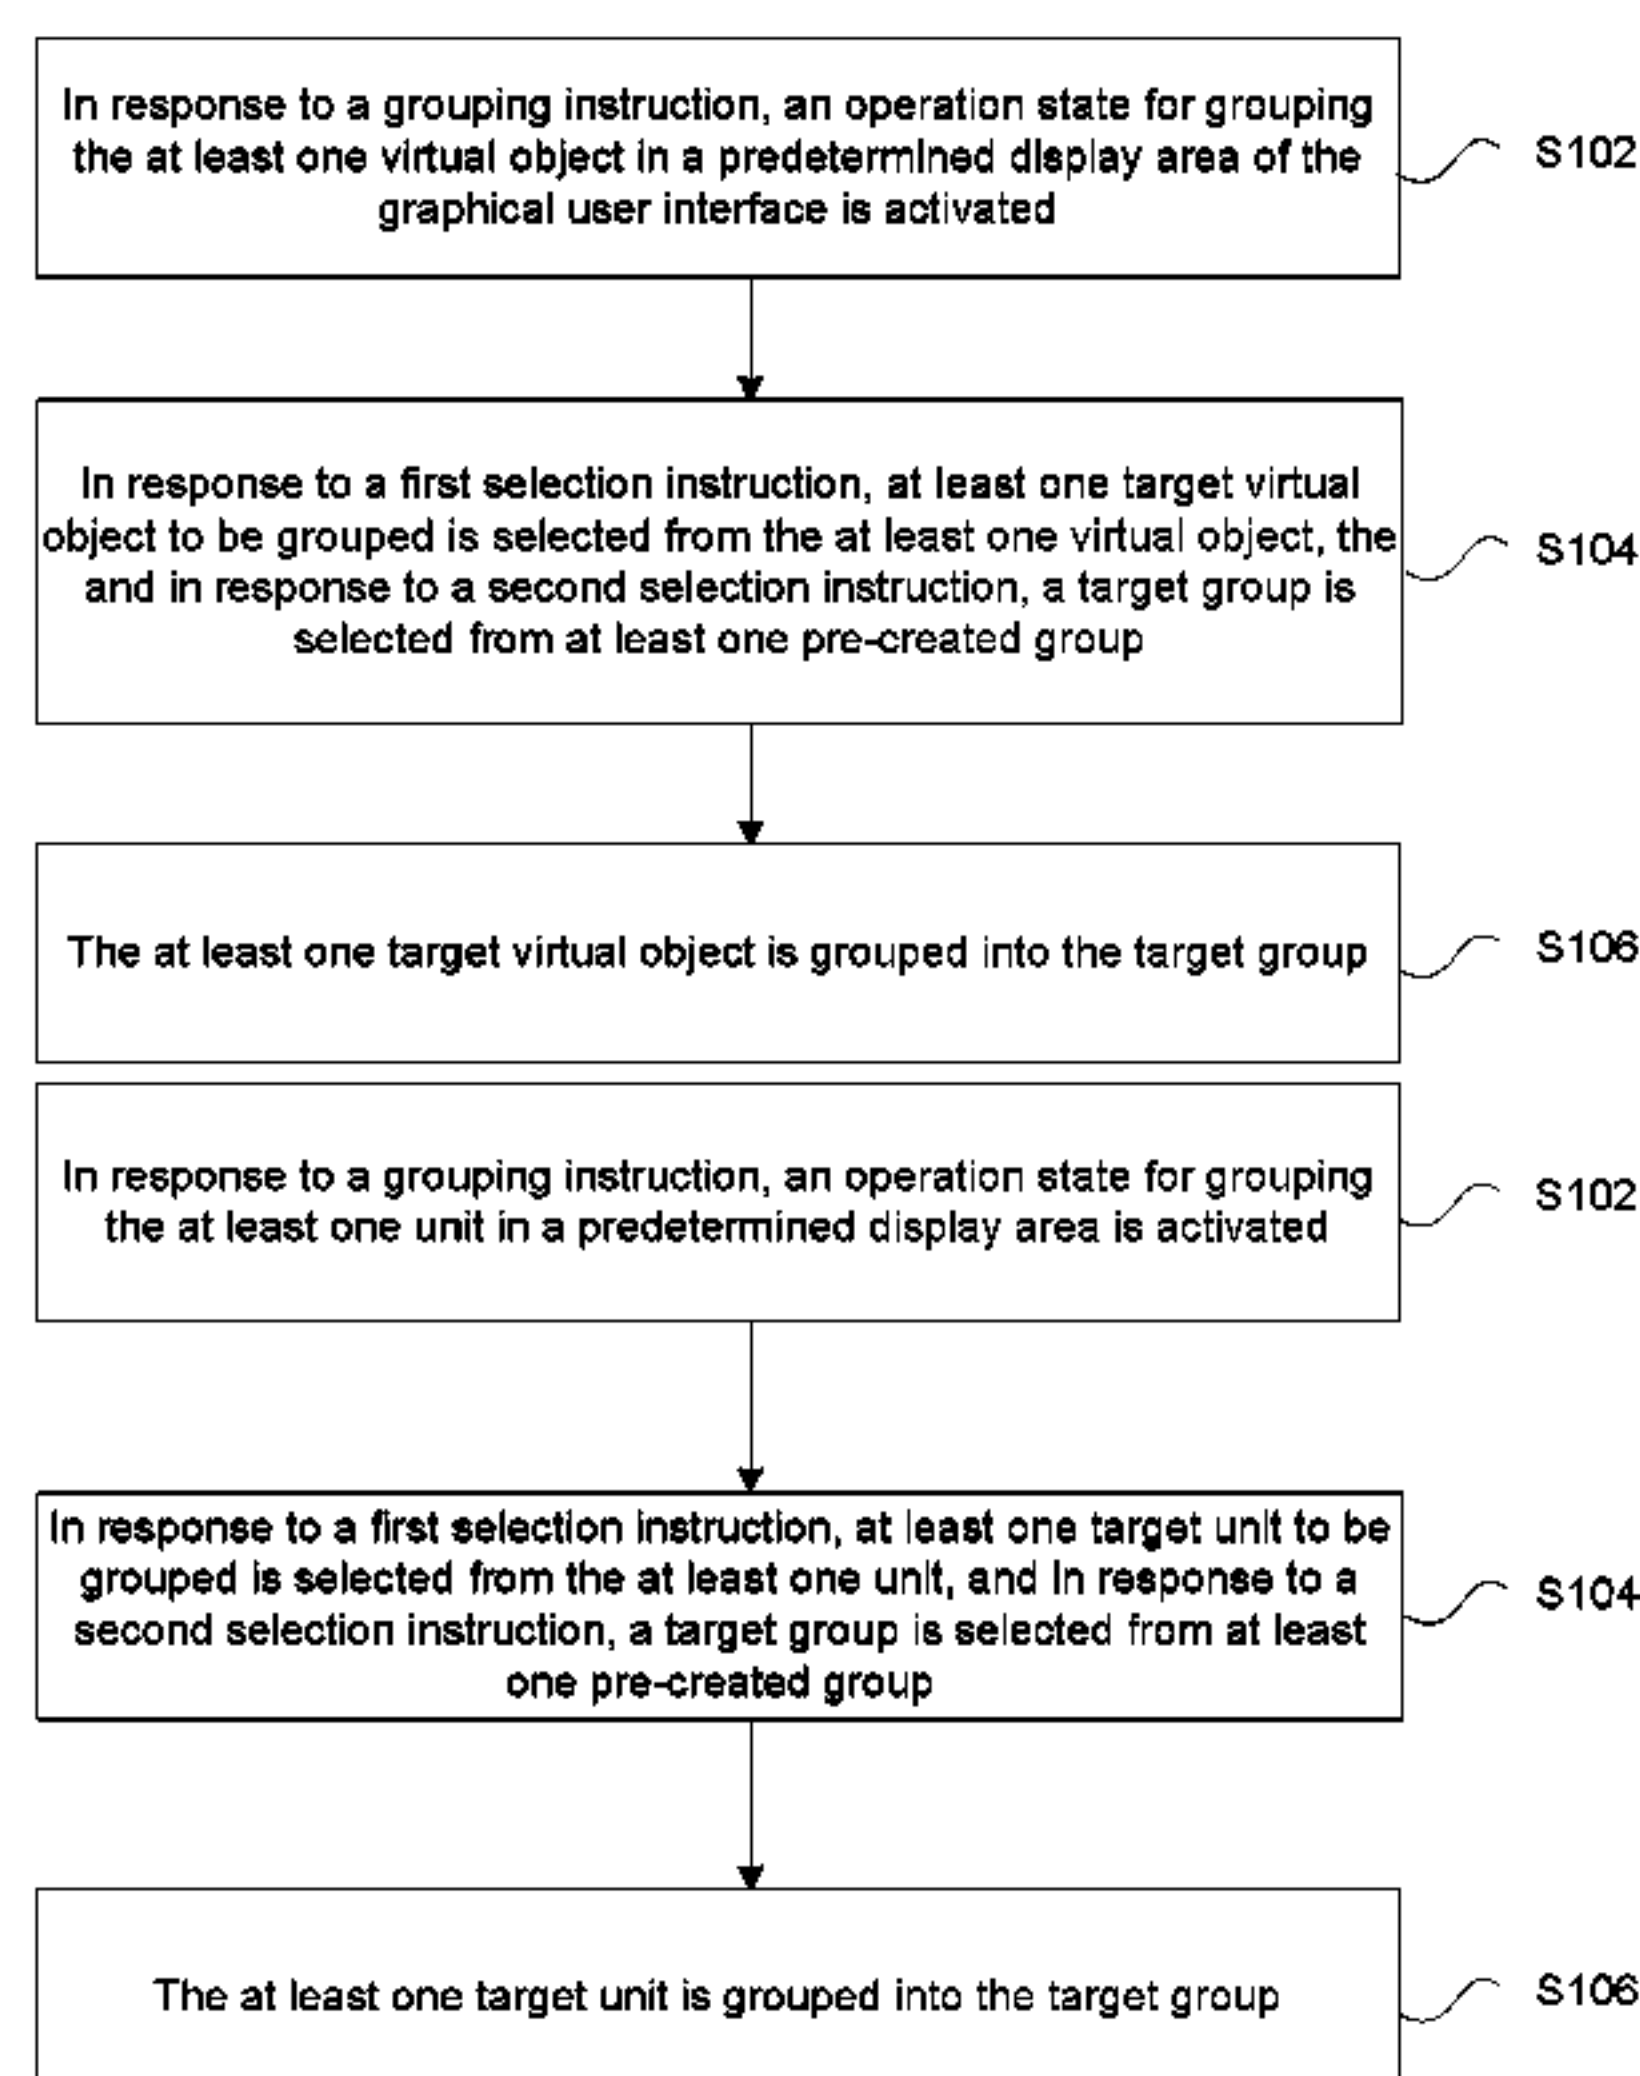 In response to a grouping instruction, an operation state for grouping
the at least one virtual object in a predetermined display area of the
graphical user interface is activated
S102
In response to a first selection instruction, at least one target virtual
object to be grouped is selected from the at least one virtual object, the
and in response to a second selection instruction, a target group is
selected from at least one pre-created group
S104
The at least one target virtual object is grouped into the target group
S106
In response to a grouping instruction, an operation state for grouping
the at least one unit in a predetermined display area is activated
S102
In response to a first selection instruction, at least one target unit to be
grouped is selected from the at least one unit, and in response to a
second selection instruction, a target group is selected from at least
one pre-created group
S104
The at least one target unit is grouped into the target group
S106